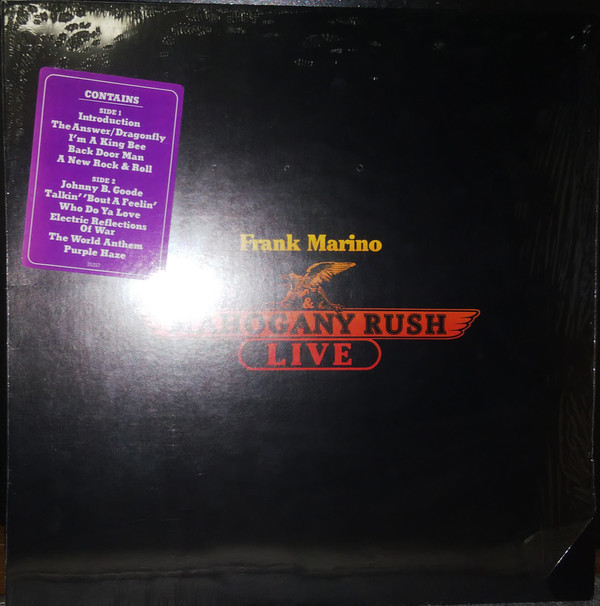 CONTAINS
SIDE 1
Introduction
The Answer/Dragonfly
I'm A King Bee
Back Door Man
A New Rock & Roll
SIDE 2
Johnny B. Goode
Talkin' 'Bout A Feelin'
Who Do Ya Love
Electric Reflections
Of War
The World Anthem
Purple Haze
Frank Marino
&
MAHOGANY RUSH
LIVE